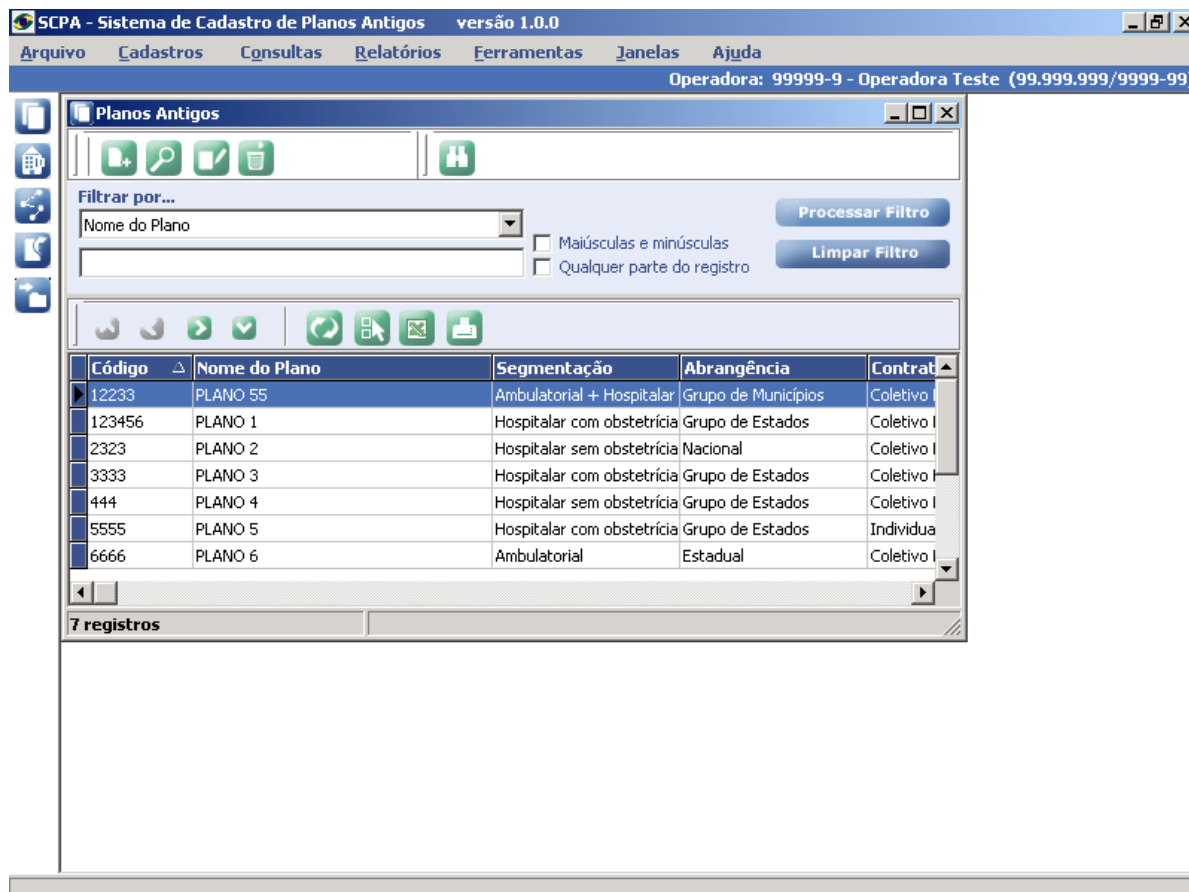 SCPA - Sistema de Cadastro de Planos Antigos versão 1.0.0
Arquivo Cadastros Consultas Relatórios Ferramentas Janelas Ajuda
Operadora: 99999-9 - Operadora Teste (99.999.999/9999-99)
Planos Antigos
Filtrar por...
Nome do Plano
Processar Filtro
Maiúsculas e minúsculas
Limpar Filtro
Qualquer parte do registro
Código Nome do Plano Segmentação Abrangência Contrat
12233 PLANO 55 Ambulatorial + Hospitalar Grupo de Municípios Coletivo
123456 PLANO 1 Hospitalar com obstetrícia Grupo de Estados Coletivo
2323 PLANO 2 Hospitalar sem obstetrícia Nacional Coletivo
3333 PLANO 3 Hospitalar com obstetrícia Grupo de Estados Coletivo
444 PLANO 4 Hospitalar sem obstetrícia Grupo de Estados Coletivo
5555 PLANO 5 Hospitalar com obstetrícia Grupo de Estados Individua
6666 PLANO 6 Ambulatorial Estadual Coletivo
7 registros